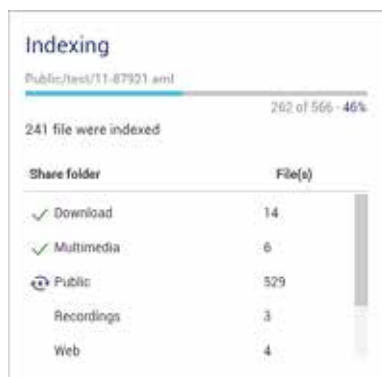 Indexing
Public/test/11-87921 aml
262 of 566 - 46%
241 file were indexed
Share folder File(s)
Download 14
Multimedia 6
Public 529
Recordings 3
Web 4